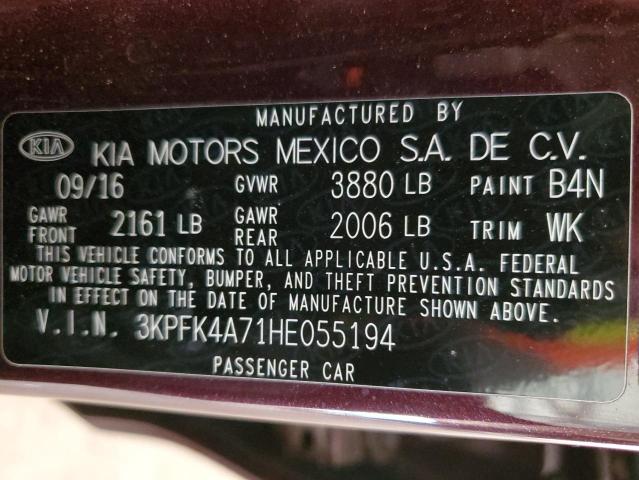 MANUFACTURED BY
KIA KIA MOTORS MEXICO S.A. DE C.V.
09/16 GVWR 3880 LB PAINT B4N
GAWR FRONT 2161 LB GAWR REAR 2006 LB TRIM WK
THIS VEHICLE CONFORMS TO ALL APPLICABLE U.S.A. FEDERAL
MOTOR VEHICLE SAFETY, BUMPER, AND THEFT PREVENTION STANDARDS
IN EFFECT ON THE DATE OF MANUFACTURE SHOWN ABOVE.
V.I.N. 3KPFK4A71HE055194
PASSENGER CAR